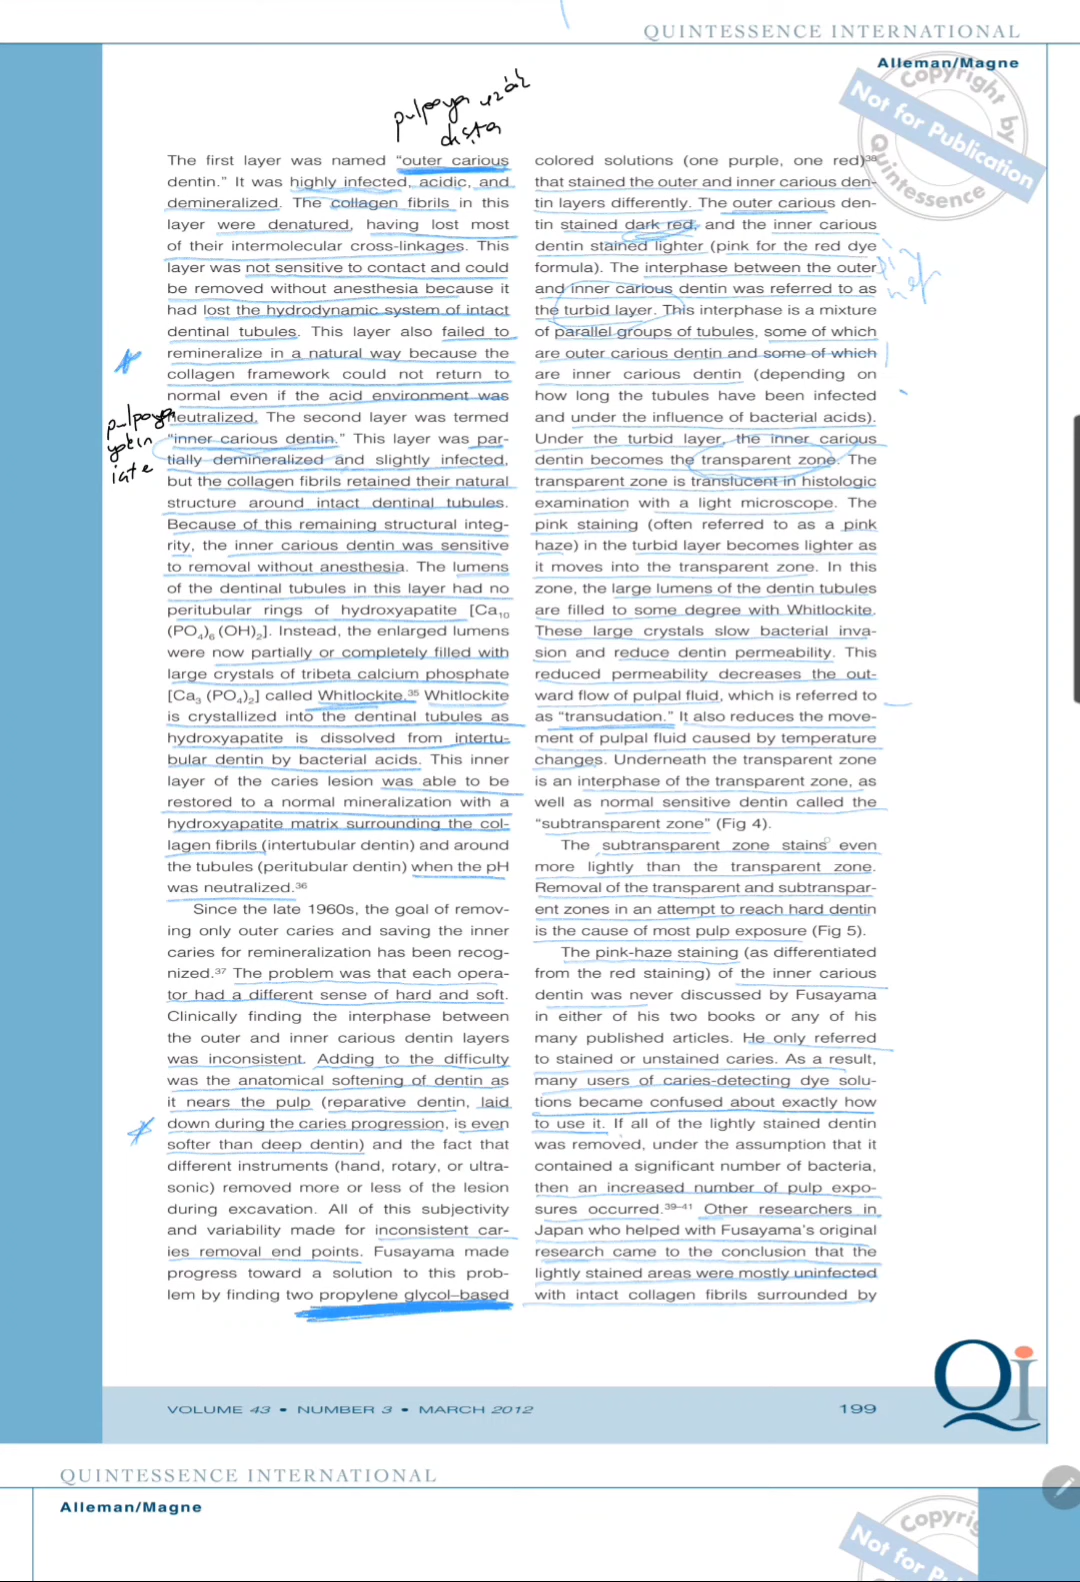 QUINTESSENCE INTERNATIONAL
Alleman/Magne
Copyright by
Not for Publication
Quintessence
pulpaya uzak
dışta
The first layer was named “outer carious
dentin.” It was highly infected, acidic, and
demineralized. The collagen fibrils in this
layer were denatured, having lost most
of their intermolecular cross-linkages. This
layer was not sensitive to contact and could
be removed without anesthesia because it
had lost the hydrodynamic system of intact
dentinal tubules. This layer also failed to
remineralize in a natural way because the
collagen framework could not return to
normal even if the acid environment was
neutralized. The second layer was termed
“inner carious dentin.” This layer was par-
tially demineralized and slightly infected,
but the collagen fibrils retained their natural
structure around intact dentinal tubules.
Because of this remaining structural integ-
rity, the inner carious dentin was sensitive
to removal without anesthesia. The lumens
of the dentinal tubules in this layer had no
peritubular rings of hydroxyapatite [Ca₁₀
(PO₄)₆ (OH)₂]. Instead, the enlarged lumens
were now partially or completely filled with
large crystals of tribeta calcium phosphate
[Ca₃ (PO₄)₂] called Whitlockite.³⁵ Whitlockite
is crystallized into the dentinal tubules as
hydroxyapatite is dissolved from intertu-
bular dentin by bacterial acids. This inner
layer of the caries lesion was able to be
restored to a normal mineralization with a
hydroxyapatite matrix surrounding the col-
lagen fibrils (intertubular dentin) and around
the tubules (peritubular dentin) when the pH
was neutralized.³⁶
Since the late 1960s, the goal of remov-
ing only outer caries and saving the inner
caries for remineralization has been recog-
nized.³⁷ The problem was that each opera-
tor had a different sense of hard and soft.
Clinically finding the interphase between
the outer and inner carious dentin layers
was inconsistent. Adding to the difficulty
was the anatomical softening of dentin as
it nears the pulp (reparative dentin, laid
down during the caries progression, is even
softer than deep dentin) and the fact that
different instruments (hand, rotary, or ultra-
sonic) removed more or less of the lesion
during excavation. All of this subjectivity
and variability made for inconsistent car-
ies removal end points. Fusayama made
progress toward a solution to this prob-
lem by finding two propylene glycol–based
pulpaya
yakın
içte
colored solutions (one purple, one red)³⁸
that stained the outer and inner carious den-
tin layers differently. The outer carious den-
tin stained dark red, and the inner carious
dentin stained lighter (pink for the red dye
formula). The interphase between the outer
and inner carious dentin was referred to as
the turbid layer. This interphase is a mixture
of parallel groups of tubules, some of which
are outer carious dentin and some of which
are inner carious dentin (depending on
how long the tubules have been infected
and under the influence of bacterial acids).
Under the turbid layer, the inner carious
dentin becomes the transparent zone. The
transparent zone is translucent in histologic
examination with a light microscope. The
pink staining (often referred to as a pink
haze) in the turbid layer becomes lighter as
it moves into the transparent zone. In this
zone, the large lumens of the dentin tubules
are filled to some degree with Whitlockite.
These large crystals slow bacterial inva-
sion and reduce dentin permeability. This
reduced permeability decreases the out-
ward flow of pulpal fluid, which is referred to
as “transudation.” It also reduces the move-
ment of pulpal fluid caused by temperature
changes. Underneath the transparent zone
is an interphase of the transparent zone, as
well as normal sensitive dentin called the
“subtransparent zone” (Fig 4).
The subtransparent zone stains even
more lightly than the transparent zone.
Removal of the transparent and subtranspar-
ent zones in an attempt to reach hard dentin
is the cause of most pulp exposure (Fig 5).
The pink-haze staining (as differentiated
from the red staining) of the inner carious
dentin was never discussed by Fusayama
in either of his two books or any of his
many published articles. He only referred
to stained or unstained caries. As a result,
many users of caries-detecting dye solu-
tions became confused about exactly how
to use it. If all of the lightly stained dentin
was removed, under the assumption that it
contained a significant number of bacteria,
then an increased number of pulp expo-
sures occurred.³⁹⁻⁴¹ Other researchers in
Japan who helped with Fusayama’s original
research came to the conclusion that the
lightly stained areas were mostly uninfected
with intact collagen fibrils surrounded by
Qi
VOLUME 43 • NUMBER 3 • MARCH 2012
199
QUINTESSENCE INTERNATIONAL
Alleman/Magne